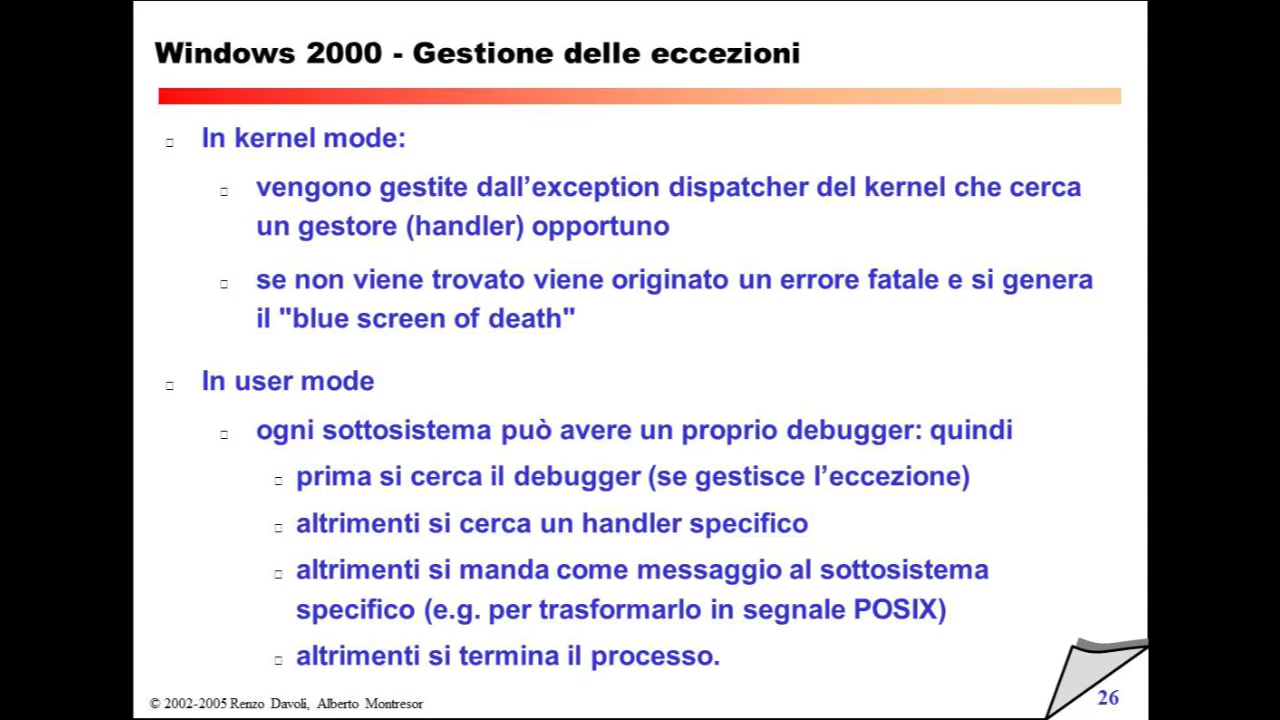 Windows 2000 - Gestione delle eccezioni
In kernel mode:
vengono gestite dall’exception dispatcher del kernel che cerca
un gestore (handler) opportuno
se non viene trovato viene originato un errore fatale e si genera
il "blue screen of death"
In user mode
ogni sottosistema può avere un proprio debugger: quindi
prima si cerca il debugger (se gestisce l’eccezione)
altrimenti si cerca un handler specifico
altrimenti si manda come messaggio al sottosistema
specifico (e.g. per trasformarlo in segnale POSIX)
altrimenti si termina il processo.
© 2002-2005 Renzo Davoli, Alberto Montresor
26